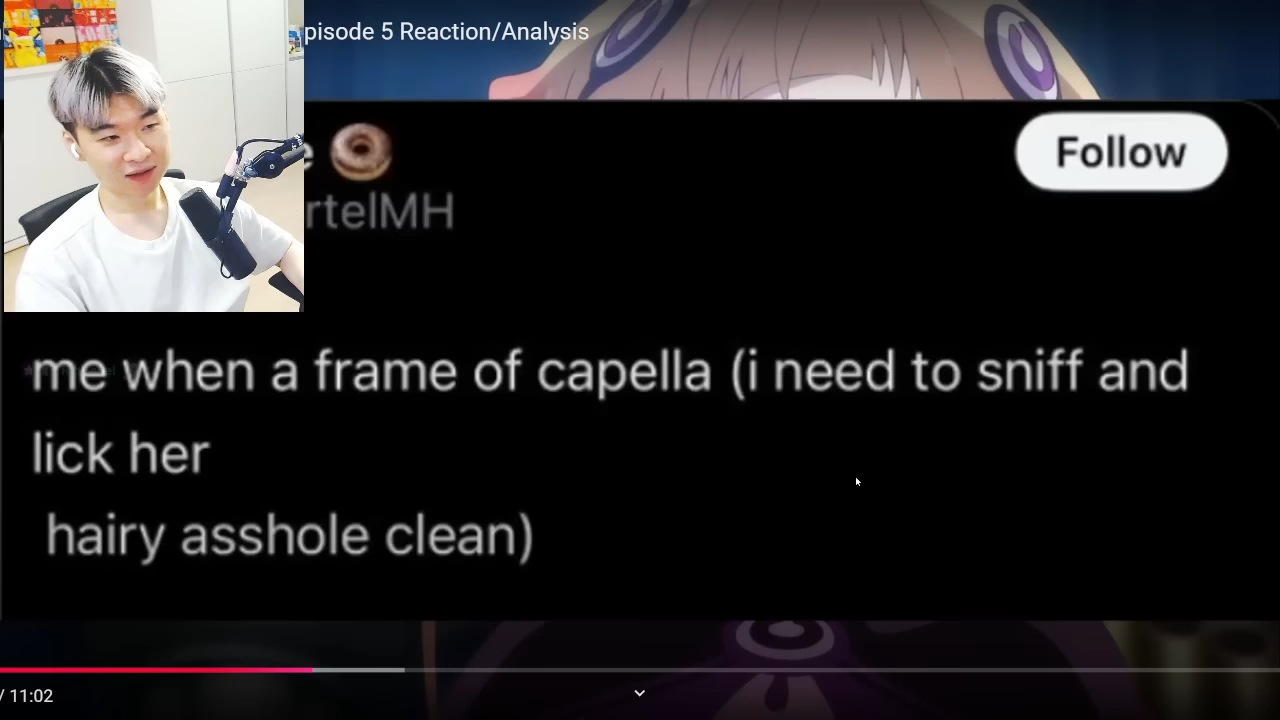 pisode 5 Reaction/Analysis
Follow
rtelMH
me when a frame of capella (i need to sniff and
lick her
hairy asshole clean)
/ 11:02